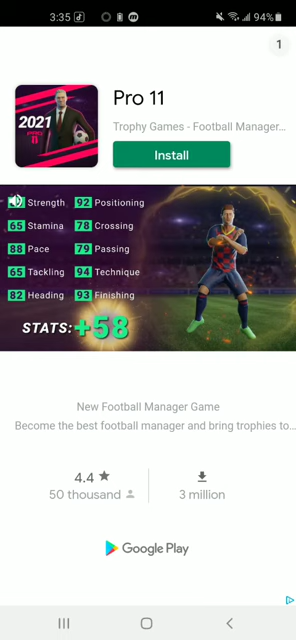 3:35
94%
1
2021
PRO
11
Pro 11
Trophy Games - Football Manager...
Install
Strength 92 Positioning
65 Stamina 78 Crossing
88 Pace 79 Passing
65 Tackling 94 Technique
82 Heading 93 Finishing
STATS: +58
New Football Manager Game
Become the best football manager and bring trophies to...
4.4
50 thousand
3 million
Google Play